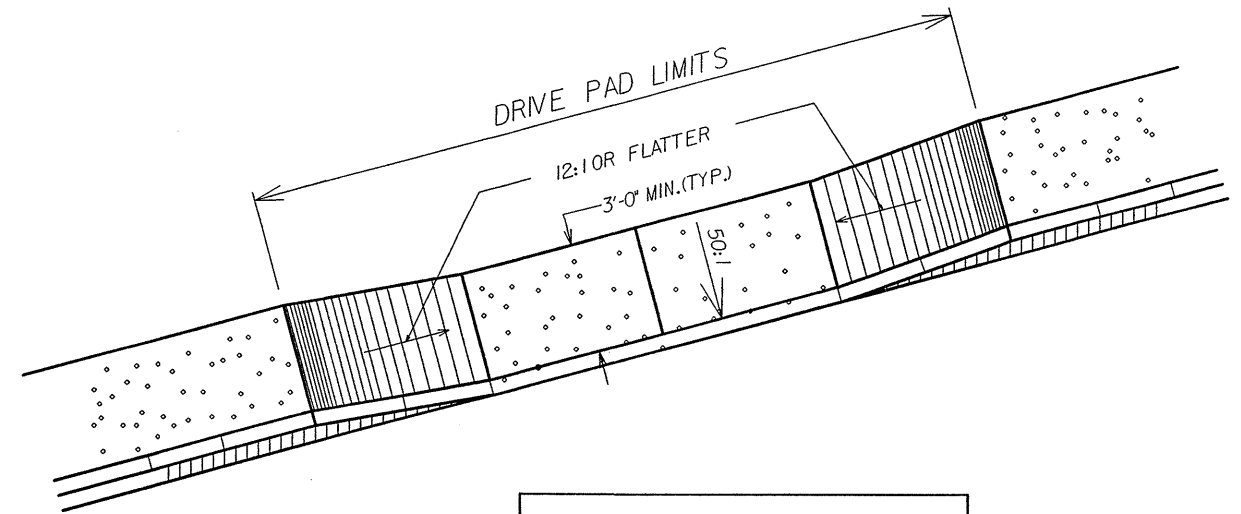 DRIVE PAD LIMITS
12:1 OR FLATTER
3'-0" MIN.(TYP.)
50:1